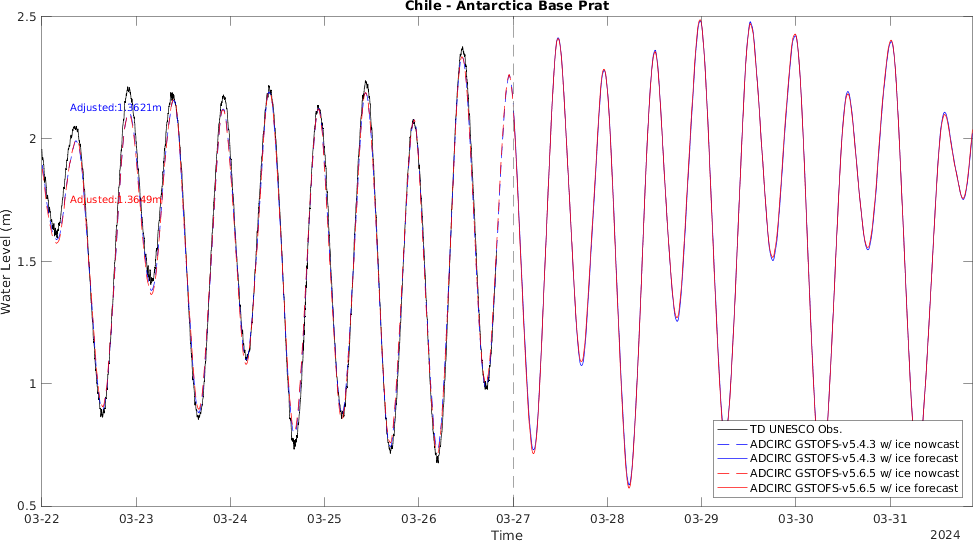 Chile - Antarctica Base Prat
2.5
2
1.5
1
0.5
Water Level (m)
Adjusted:1.3621m
Adjusted:1.3649m
TD UNESCO Obs.
ADCIRC GSTOFS-v5.4.3 w/ ice nowcast
ADCIRC GSTOFS-v5.4.3 w/ ice forecast
ADCIRC GSTOFS-v5.6.5 w/ ice nowcast
ADCIRC GSTOFS-v5.6.5 w/ ice forecast
03-22 03-23 03-24 03-25 03-26 03-27 03-28 03-29 03-30 03-31
Time
2024